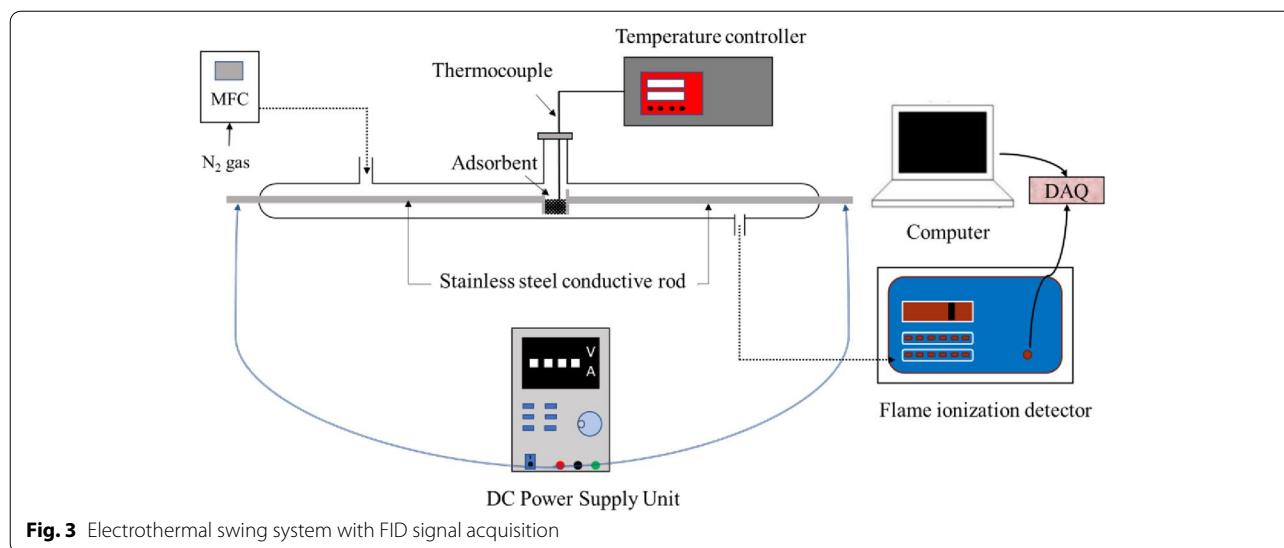 Temperature controller
Thermocouple
MFC
N₂ gas
Adsorbent
DAQ
Computer
Stainless steel conductive rod
V
A
Flame ionization detector
DC Power Supply Unit
Fig. 3 Electrothermal swing system with FID signal acquisition